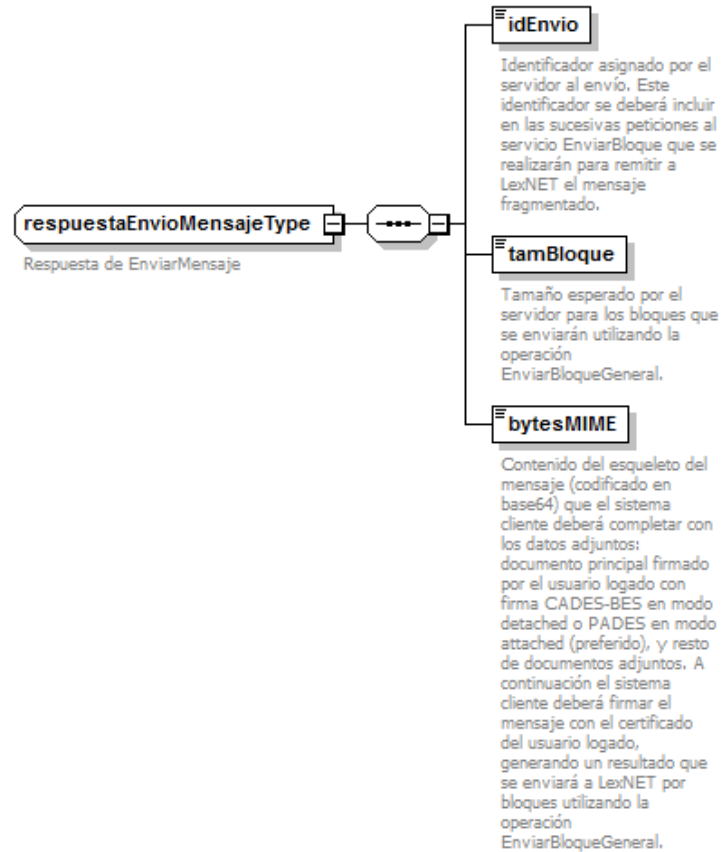 idEnvio
Identificador asignado por el
servidor al envío. Este
identificador se deberá incluir
en las sucesivas peticiones al
servicio EnviarBloque que se
realizarán para remitir a
LexNET el mensaje
fragmentado.
respuestaEnvioMensajeType
Respuesta de EnviarMensaje
tamBloque
Tamaño esperado por el
servidor para los bloques que
se enviarán utilizando la
operación
EnviarBloqueGeneral.
bytesMIME
Contenido del esqueleto del
mensaje (codificado en
base64) que el sistema
cliente deberá completar con
los datos adjuntos:
documento principal firmado
por el usuario logado con
firma CADES-BES en modo
detached o PADES en modo
attached (preferido), y resto
de documentos adjuntos. A
continuación el sistema
cliente deberá firmar el
mensaje con el certificado
del usuario logado,
generando un resultado que
se enviará a LexNET por
bloques utilizando la
operación
EnviarBloqueGeneral.